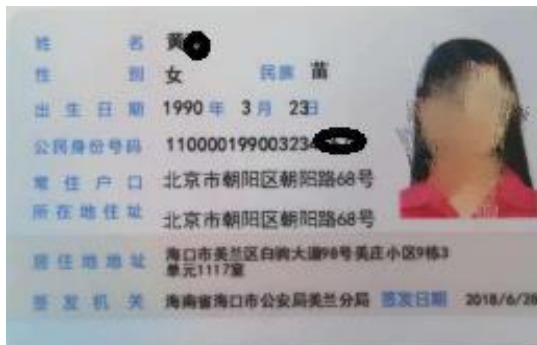 姓 名 黄
性 别 女 民族 苗
出生日期 1990 年 3 月 23日
公民身份号码 11000019900323
常住户口 北京市朝阳区朝阳路68号
所在地住址 北京市朝阳区朝阳路68号
居住地地址 海口市美兰区白驹大道98号美庄小区9栋3
单元1117室
签发机关 海南省海口市公安局美兰分局 签发日期 2018/6/28